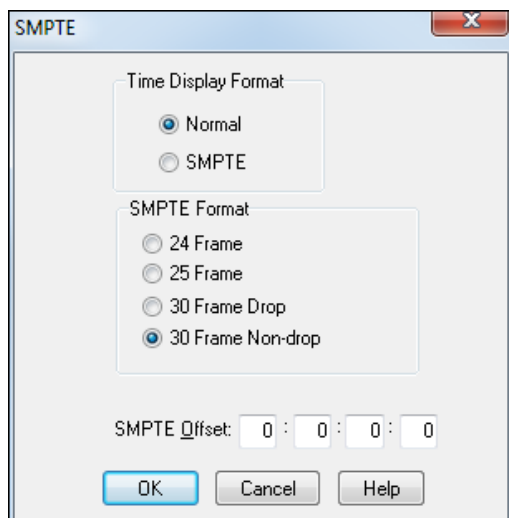 SMPTE
Time Display Format
Normal
SMPTE
SMPTE Format
24 Frame
25 Frame
30 Frame Drop
30 Frame Non-drop
SMPTE Offset: 0 : 0 : 0 : 0
OK Cancel Help